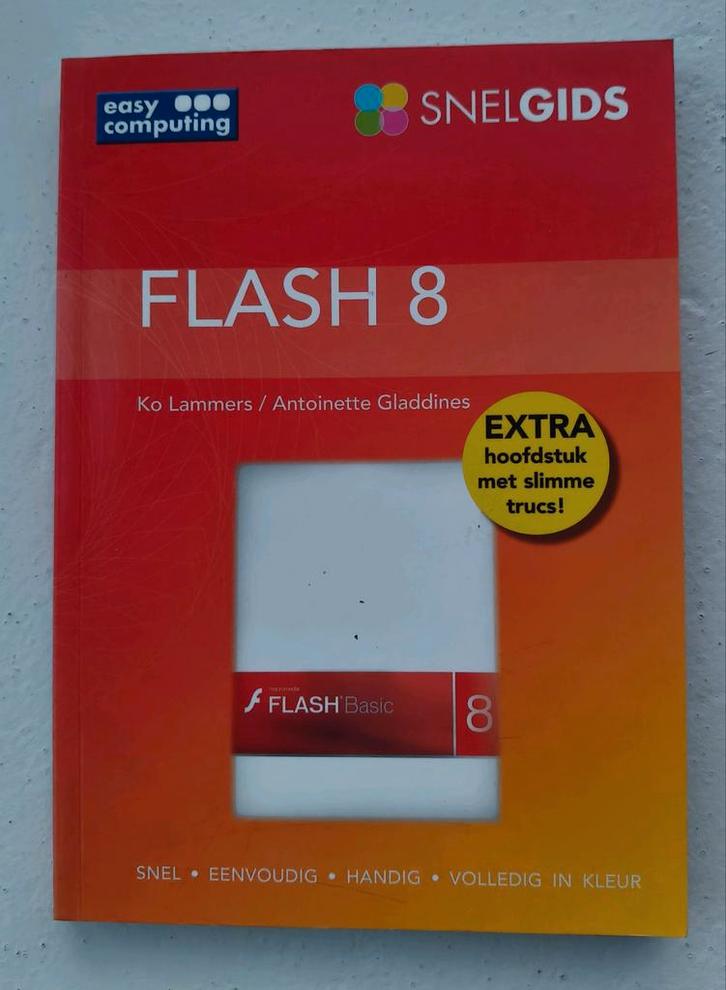 easy
computing
SNELGIDS
FLASH 8
Ko Lammers / Antoinette Gladdines
EXTRA
hoofdstuk
met slimme
trucs!
macromedia
FLASH Basic
8
SNEL • EENVOUDIG • HANDIG • VOLLEDIG IN KLEUR